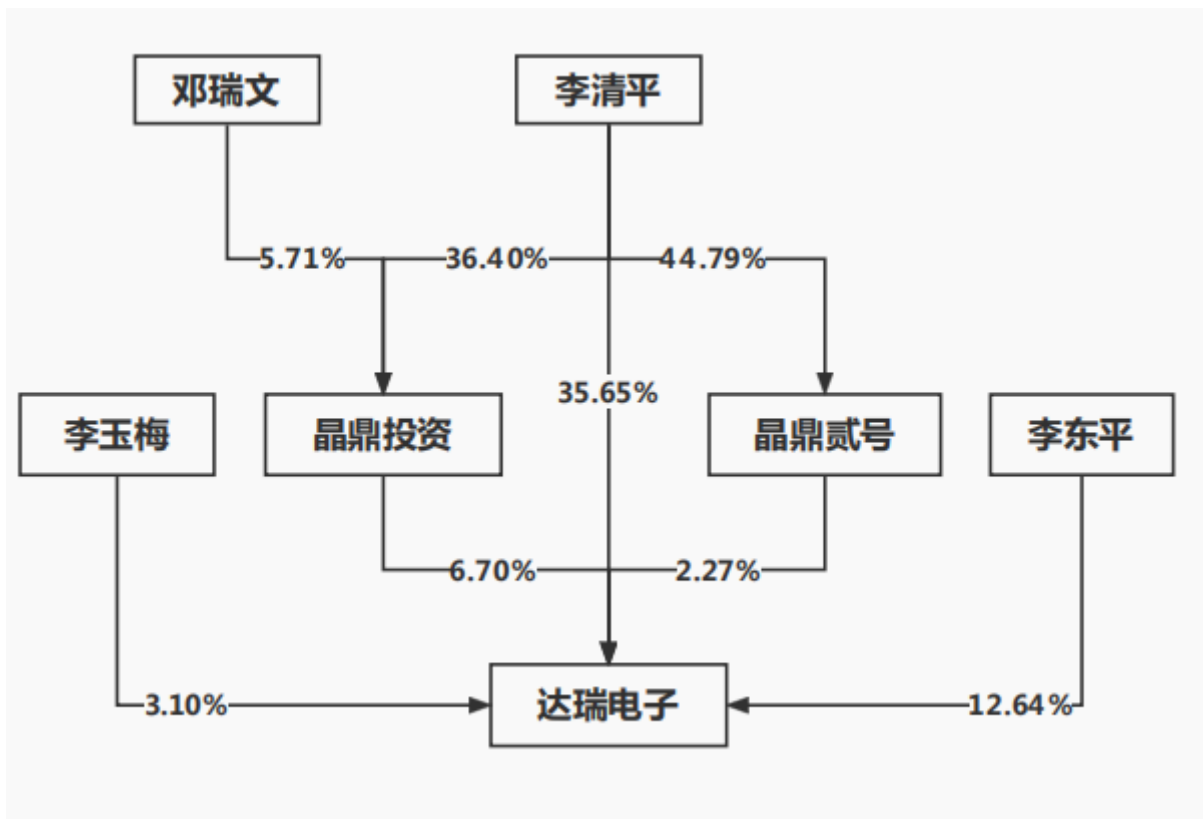 邓瑞文
李清平
5.71%
36.40%
44.79%
35.65%
李玉梅
晶鼎投资
晶鼎贰号
李东平
6.70%
2.27%
达瑞电子
3.10%
12.64%